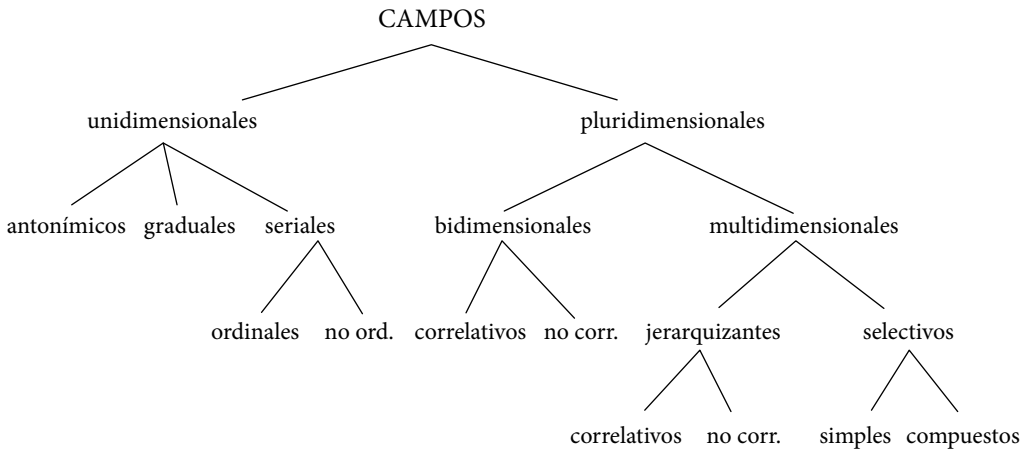 CAMPOS
unidimensionales pluridimensionales
antonímicos graduales seriales bidimensionales multidimensionales
ordinales no ord. correlativos no corr. jerarquizantes selectivos
correlativos no corr. simples compuestos